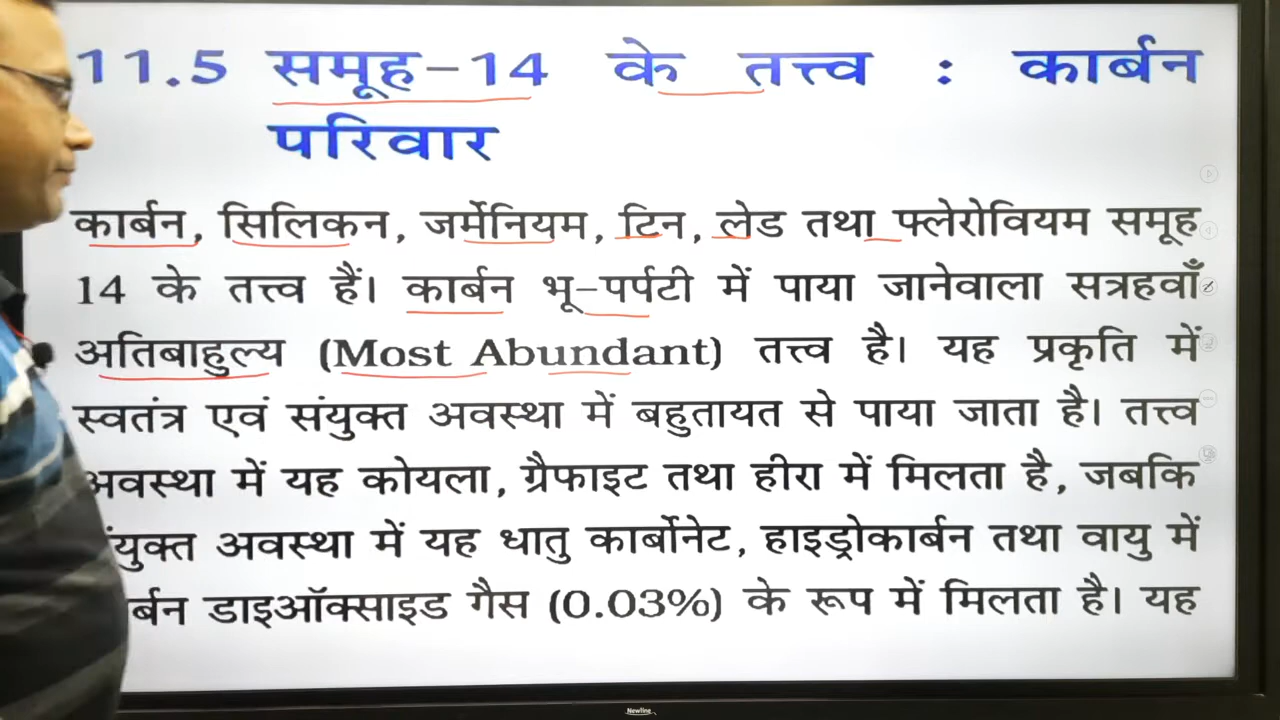 11.5 समूह-14 के तत्त्व : कार्बन
परिवार
कार्बन, सिलिकन, जर्मेनियम, टिन, लेड तथा फ्लेरोवियम समूह
14 के तत्त्व हैं। कार्बन भू-पर्पटी में पाया जानेवाला सत्रहवाँ
अतिबाहुल्य (Most Abundant) तत्त्व है। यह प्रकृति में
स्वतंत्र एवं संयुक्त अवस्था में बहुतायत से पाया जाता है। तत्त्व
अवस्था में यह कोयला, ग्रैफाइट तथा हीरा में मिलता है, जबकि
अवस्था में यह धातु कार्बोनेट, हाइड्रोकार्बन तथा वायु में
डाइऑक्साइड गैस (0.03%) के रूप में मिलता है। यह
Newline